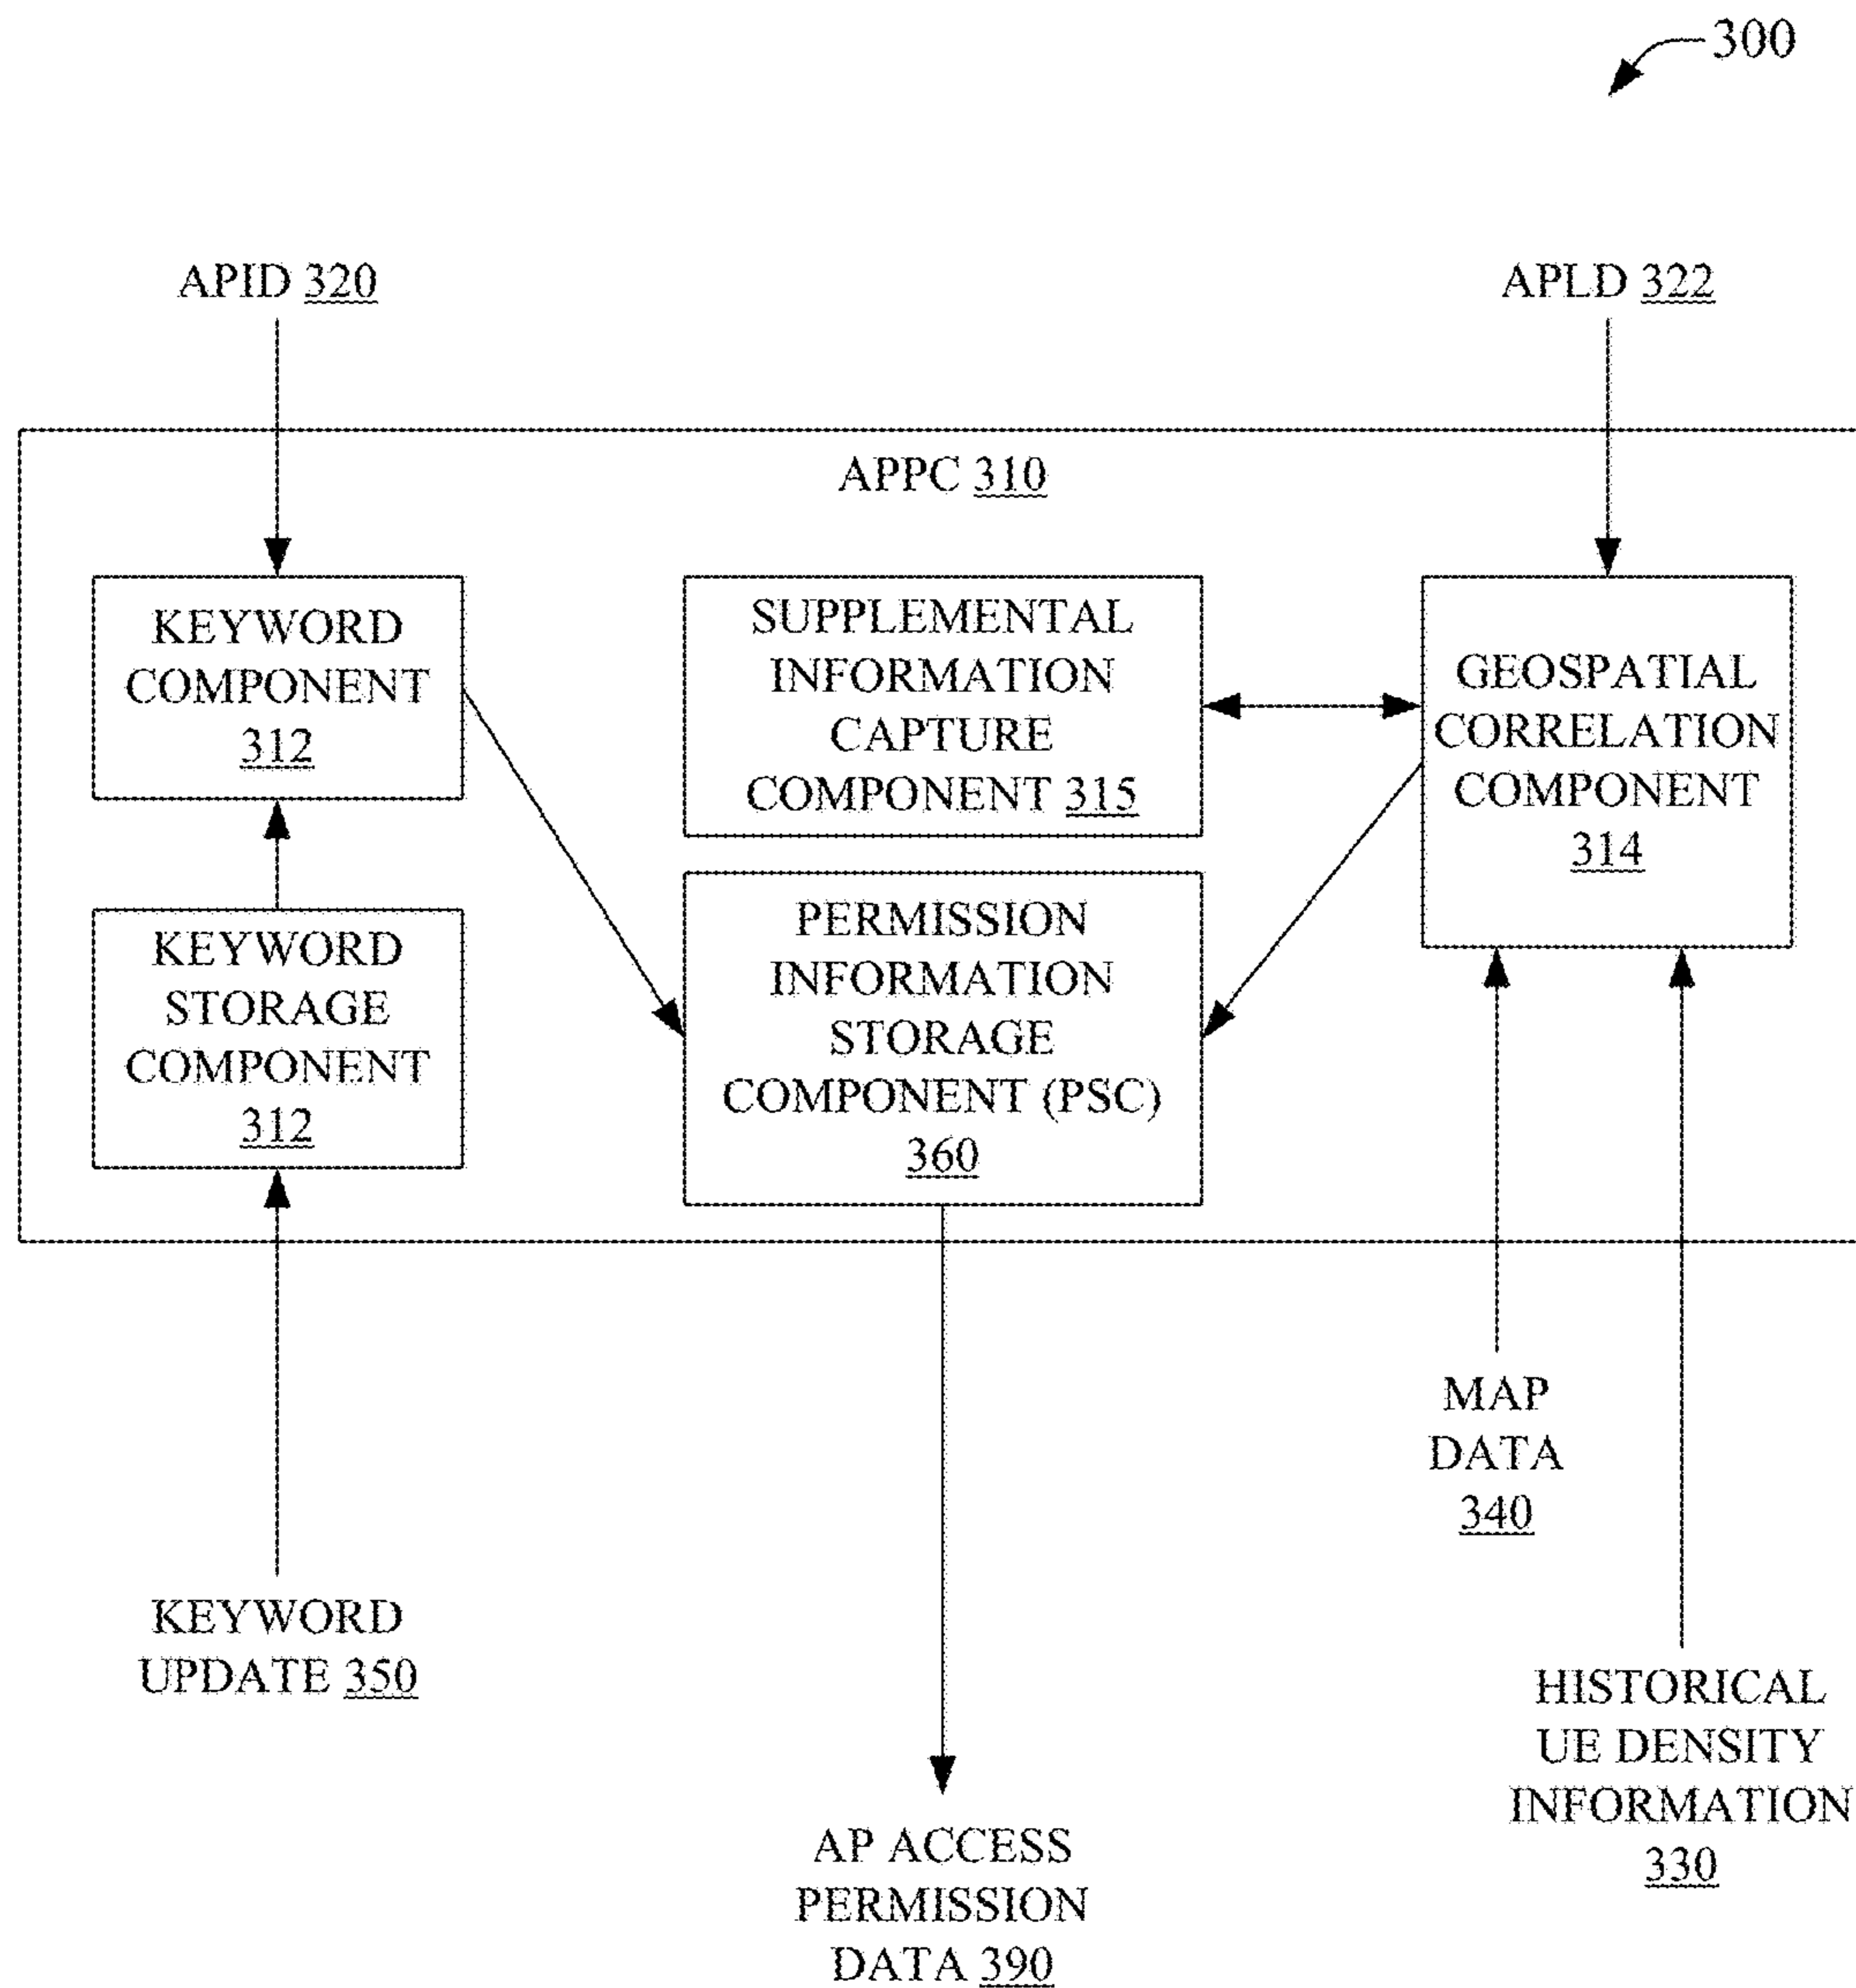 300
APID 320
APLD 322
APPC 310
KEYWORD
COMPONENT
312
SUPPLEMENTAL
INFORMATION
CAPTURE
COMPONENT 315
GEOSPATIAL
CORRELATION
COMPONENT
314
KEYWORD
STORAGE
COMPONENT
312
PERMISSION
INFORMATION
STORAGE
COMPONENT (PSC)
360
MAP
DATA
340
KEYWORD
UPDATE 350
HISTORICAL
UE DENSITY
INFORMATION
330
AP ACCESS
PERMISSION
DATA 390